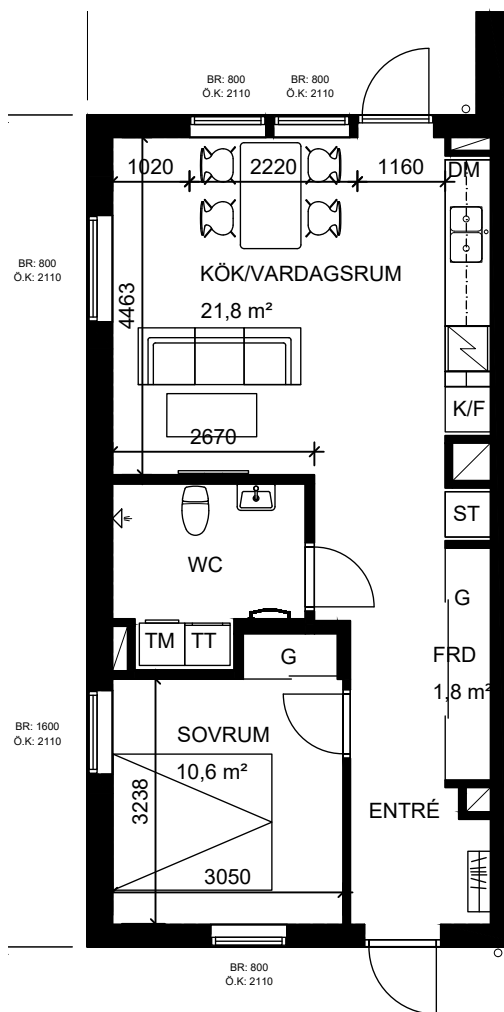 BR: 800
Ö.K: 2110
BR: 800
Ö.K: 2110
1020
2220
1160
DM
BR: 800
Ö.K: 2110
KÖK/VARDAGSRUM
21,8 m²
4463
K/F
2670
ST
WC
G
TM
TT
G
FRD
1,8 m²
BR: 1600
Ö.K: 2110
SOVRUM
10,6 m²
3238
ENTRÉ
3050
BR: 800
Ö.K: 2110